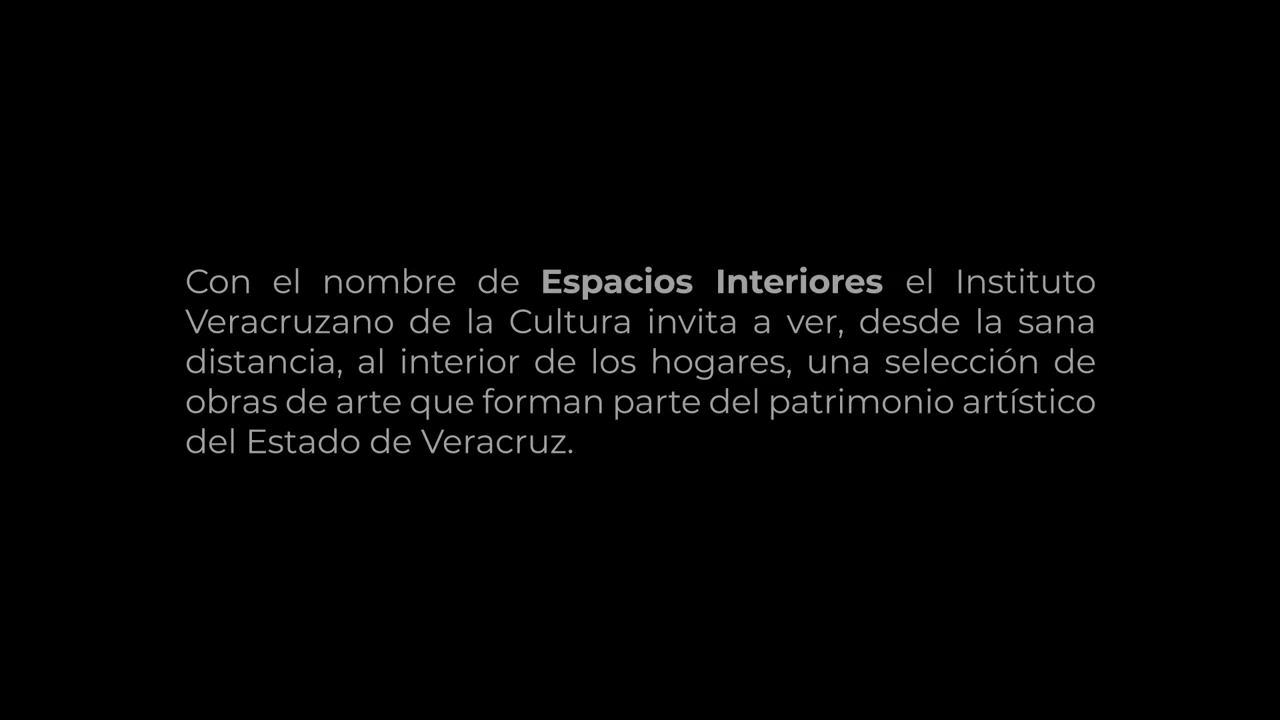 Con el nombre de Espacios Interiores el Instituto
Veracruzano de la Cultura invita a ver, desde la sana
distancia, al interior de los hogares, una selección de
obras de arte que forman parte del patrimonio artístico
del Estado de Veracruz.